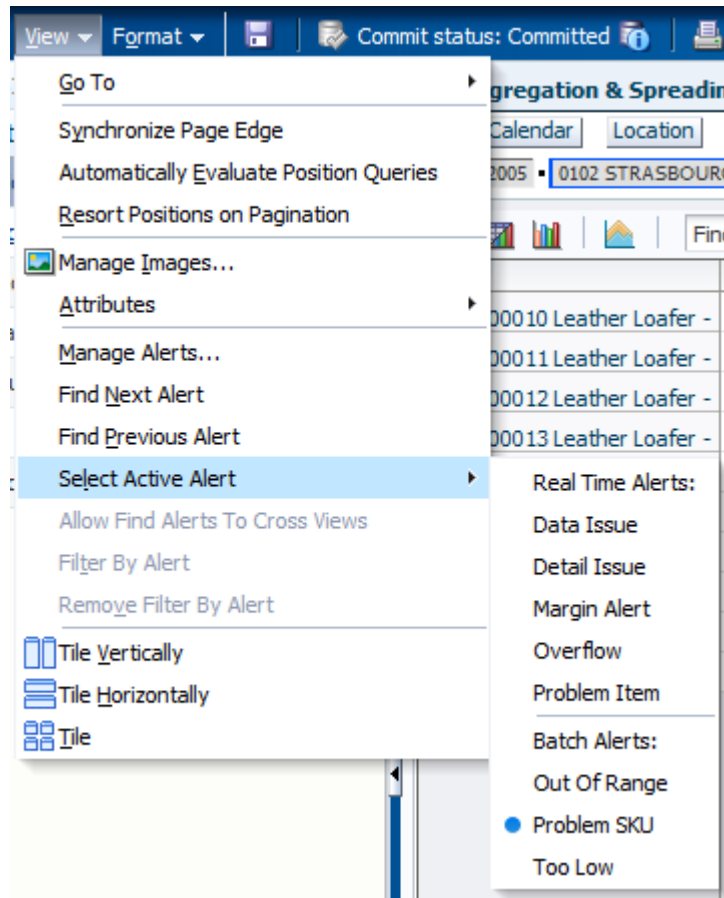 View Format Commit status: Committed
Go To
Synchronize Page Edge
Automatically Evaluate Position Queries
Resort Positions on Pagination
Manage Images...
Attributes
Manage Alerts...
Find Next Alert
Find Previous Alert
Select Active Alert
Allow Find Alerts To Cross Views
Filter By Alert
Remove Filter By Alert
Tile Vertically
Tile Horizontally
Tile
gregation & Spreadin
Calendar Location
2005 0102 STRASBOURG
Fin
00010 Leather Loafer -
00011 Leather Loafer -
00012 Leather Loafer -
00013 Leather Loafer -
Real Time Alerts:
Data Issue
Detail Issue
Margin Alert
Overflow
Problem Item
Batch Alerts:
Out Of Range
Problem SKU
Too Low